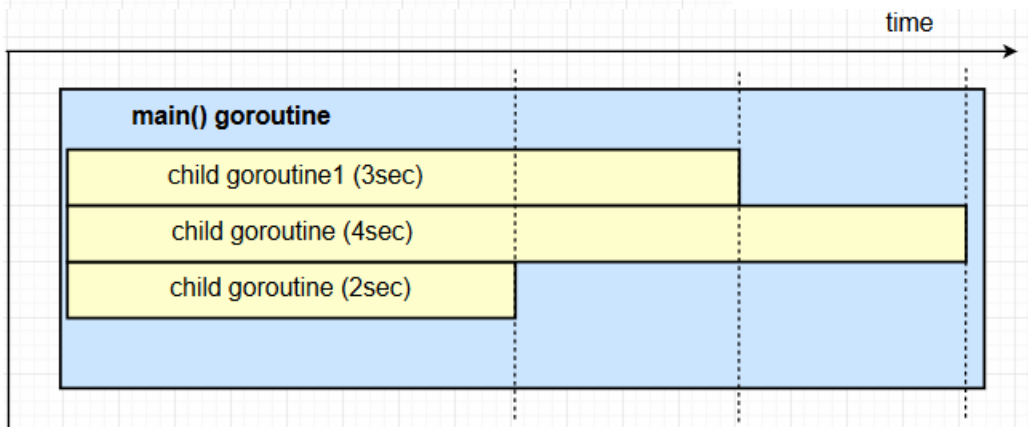 time
main() goroutine
child goroutine1 (3sec)
child goroutine (4sec)
child goroutine (2sec)